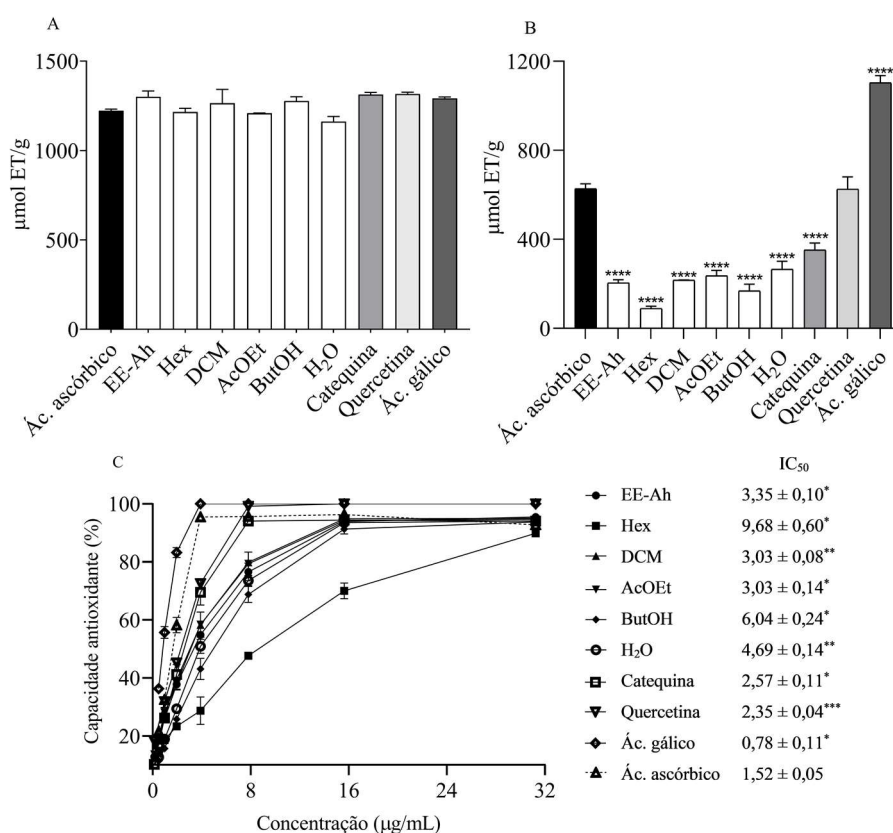 A
µmol ET/g
1500
1000
500
0
Ác. ascórbico
EE-Ah
Hex
DCM
AcOEt
ButOH
H₂O
Catequina
Quercetina
Ác. gálico
B
µmol ET/g
1200
800
400
0
****
****
****
****
****
****
****
****
Ác. ascórbico
EE-Ah
Hex
DCM
AcOEt
ButOH
H₂O
Catequina
Quercetina
Ác. gálico
C
Capacidade antioxidante (%)
100
80
60
40
20
0 8 16 24 32
Concentração (µg/mL)
IC₅₀
EE-Ah 3,35 ± 0,10*
Hex 9,68 ± 0,60*
DCM 3,03 ± 0,08**
AcOEt 3,03 ± 0,14*
ButOH 6,04 ± 0,24*
H₂O 4,69 ± 0,14**
Catequina 2,57 ± 0,11*
Quercetina 2,35 ± 0,04***
Ác. gálico 0,78 ± 0,11*
Ác. ascórbico 1,52 ± 0,05